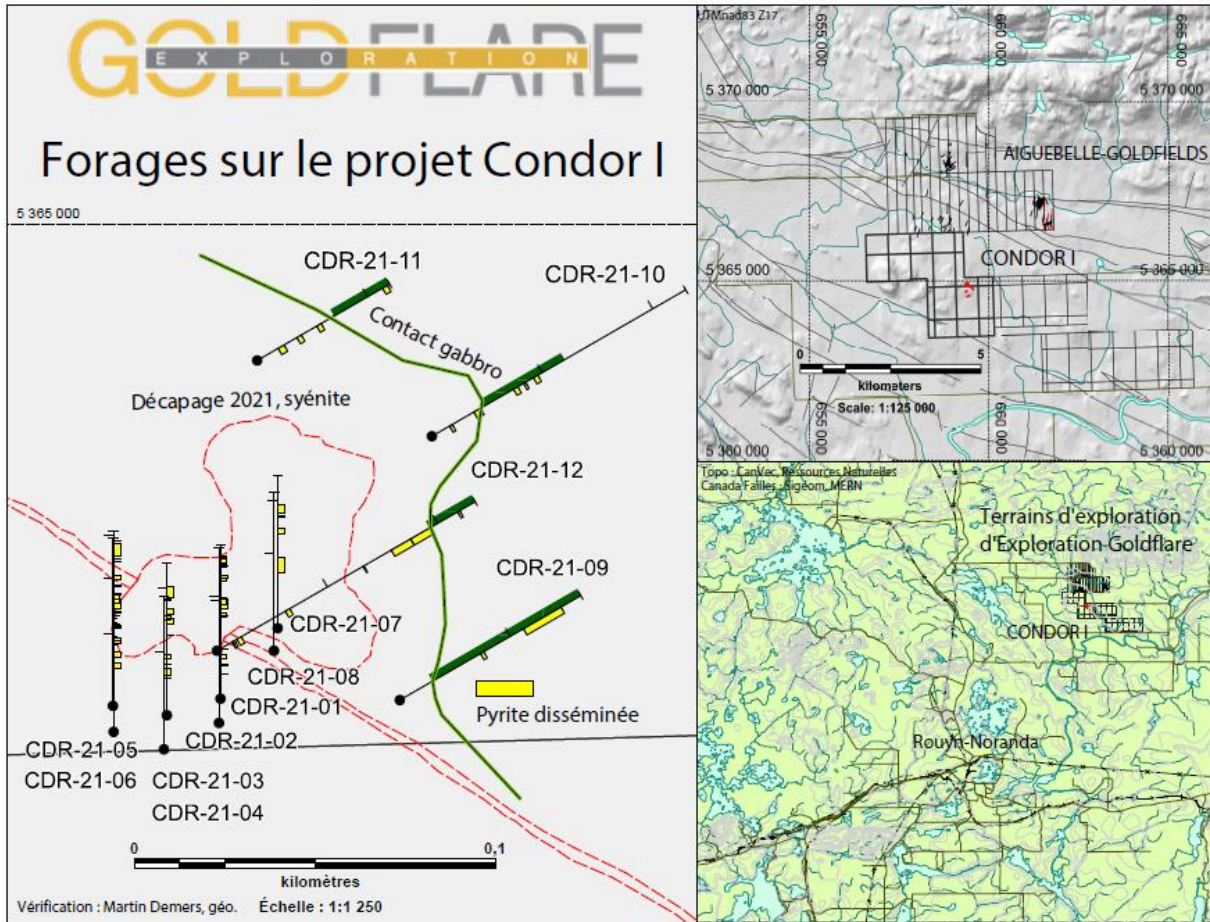 GOLDFLARE
EXPLORATION
Forages sur le projet Condor I
5 365 000
CDR-21-11
CDR-21-10
Contact gabbro
Décapage 2021, syénite
CDR-21-12
CDR-21-09
CDR-21-07
CDR-21-08
CDR-21-01
CDR-21-02
CDR-21-05
CDR-21-06
CDR-21-03
CDR-21-04
Pyrite disséminée
0 0,1
kilomètres
Vérification : Martin Demers, géo. Échelle : 1:1 250
UTMnad83 Z17
655 000
660 000
665 000
5 370 000
5 370 000
AIGUEBELLE-GOLDFIELDS
CONDOR I
5 365 000
5 365 000
0 5
kilometers
Scale: 1:125 000
655 000
660 000
5 360 000
5 360 000
Topo : CanVec, Ressources Naturelles
Canada Failles : Sigéom, MERN
Terrains d'exploration
d'Exploration Goldflare
CONDOR I
Rouyn-Noranda